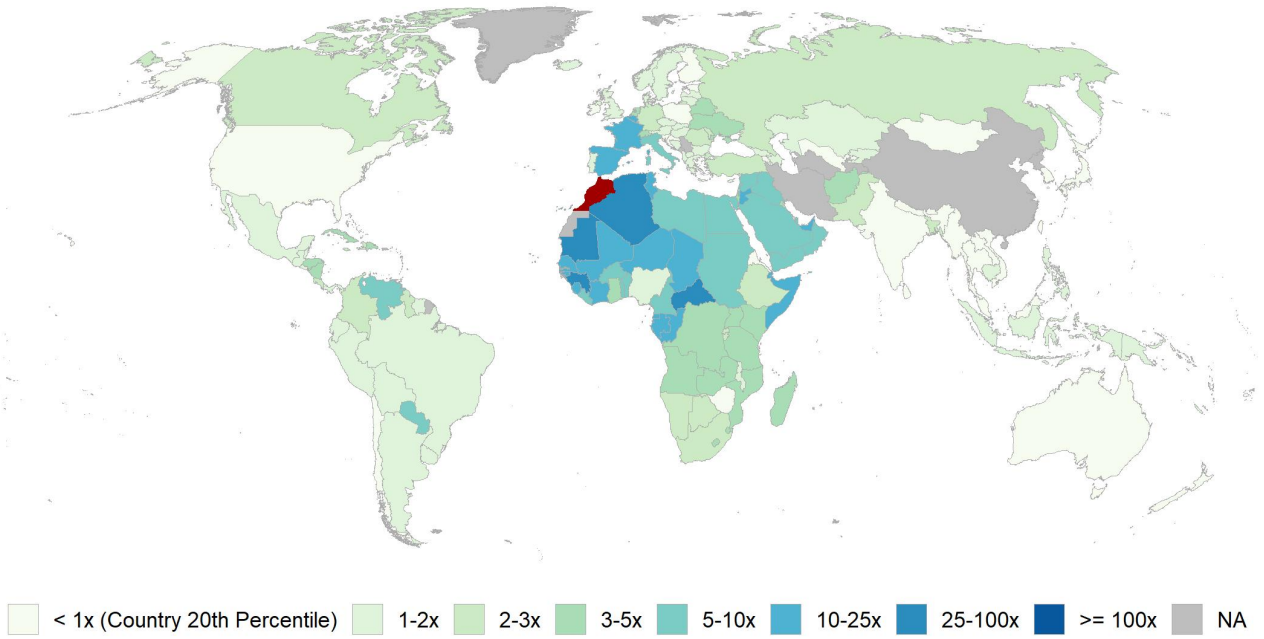 < 1x (Country 20th Percentile) 1-2x 2-3x 3-5x 5-10x 10-25x 25-100x >= 100x NA